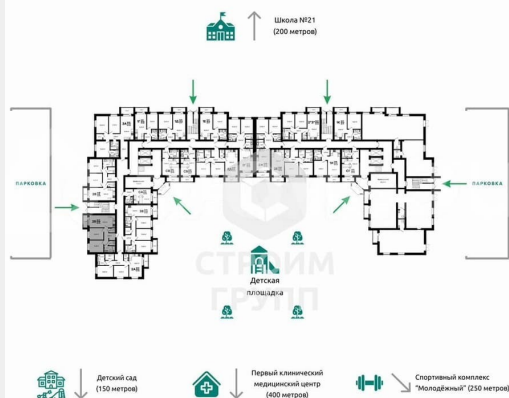 Школа №21
(200 метров)
ПАРКОВКА
ПАРКОВКА
СТРОИМ
ГРУПП
Детская
площадка
Детский сад
(150 метров)
Первый клинический
медицинский центр
(400 метров)
Спортивный комплекс
"Молодёжный" (250 метров)